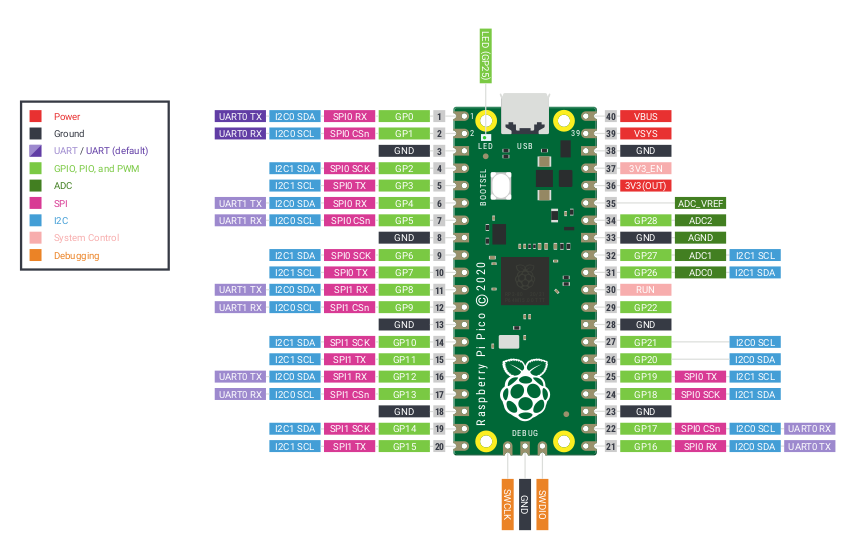 LED (GP25)
Power
Ground
UART / UART (default)
GPIO, PIO, and PWM
ADC
SPI
I2C
System Control
Debugging
UART0 TX I2C0 SDA SPI0 RX GP0 1 1 40 VBUS
UART0 RX I2C0 SCL SPI0 CSn GP1 2 2 39 39 VSYS
LED USB
GND 3 38 GND
I2C1 SDA SPI0 SCK GP2 4 37 3V3_EN
I2C1 SCL SPI0 TX GP3 5 36 3V3(OUT)
BOOTSEL
UART1 TX I2C0 SDA SPI0 RX GP4 6 35 ADC_VREF
UART1 RX I2C0 SCL SPI0 CSn GP5 7 34 GP28 ADC2
GND 8 33 GND AGND
I2C1 SDA SPI0 SCK GP6 9 32 GP27 ADC1 I2C1 SCL
I2C1 SCL SPI0 TX GP7 10 31 GP26 ADC0 I2C1 SDA
UART1 TX I2C0 SDA SPI1 RX GP8 11 30 RUN
UART1 RX I2C0 SCL SPI1 CSn GP9 12 29 GP22
GND 13 28 GND
I2C1 SDA SPI1 SCK GP10 14 27 GP21 I2C0 SCL
I2C1 SCL SPI1 TX GP11 15 26 GP20 I2C0 SDA
UART0 TX I2C0 SDA SPI1 RX GP12 16 25 GP19 SPI0 TX I2C1 SCL
UART0 RX I2C0 SCL SPI1 CSn GP13 17 24 GP18 SPI0 SCK I2C1 SDA
GND 18 23 GND
I2C1 SDA SPI1 SCK GP14 19 22 GP17 SPI0 CSn I2C0 SCL UART0 RX
I2C1 SCL SPI1 TX GP15 20 21 GP16 SPI0 RX I2C0 SDA UART0 TX
Raspberry Pi Pico © 2020
DEBUG
SWCLK
GND
SWDIO